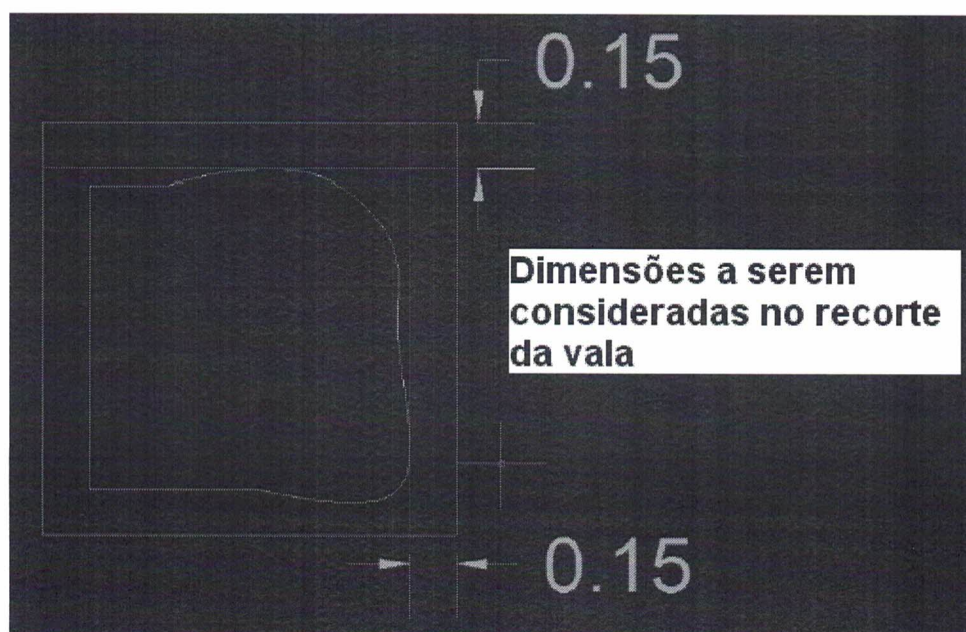 0.15
Dimensões a serem
consideradas no recorte
da vala
0.15